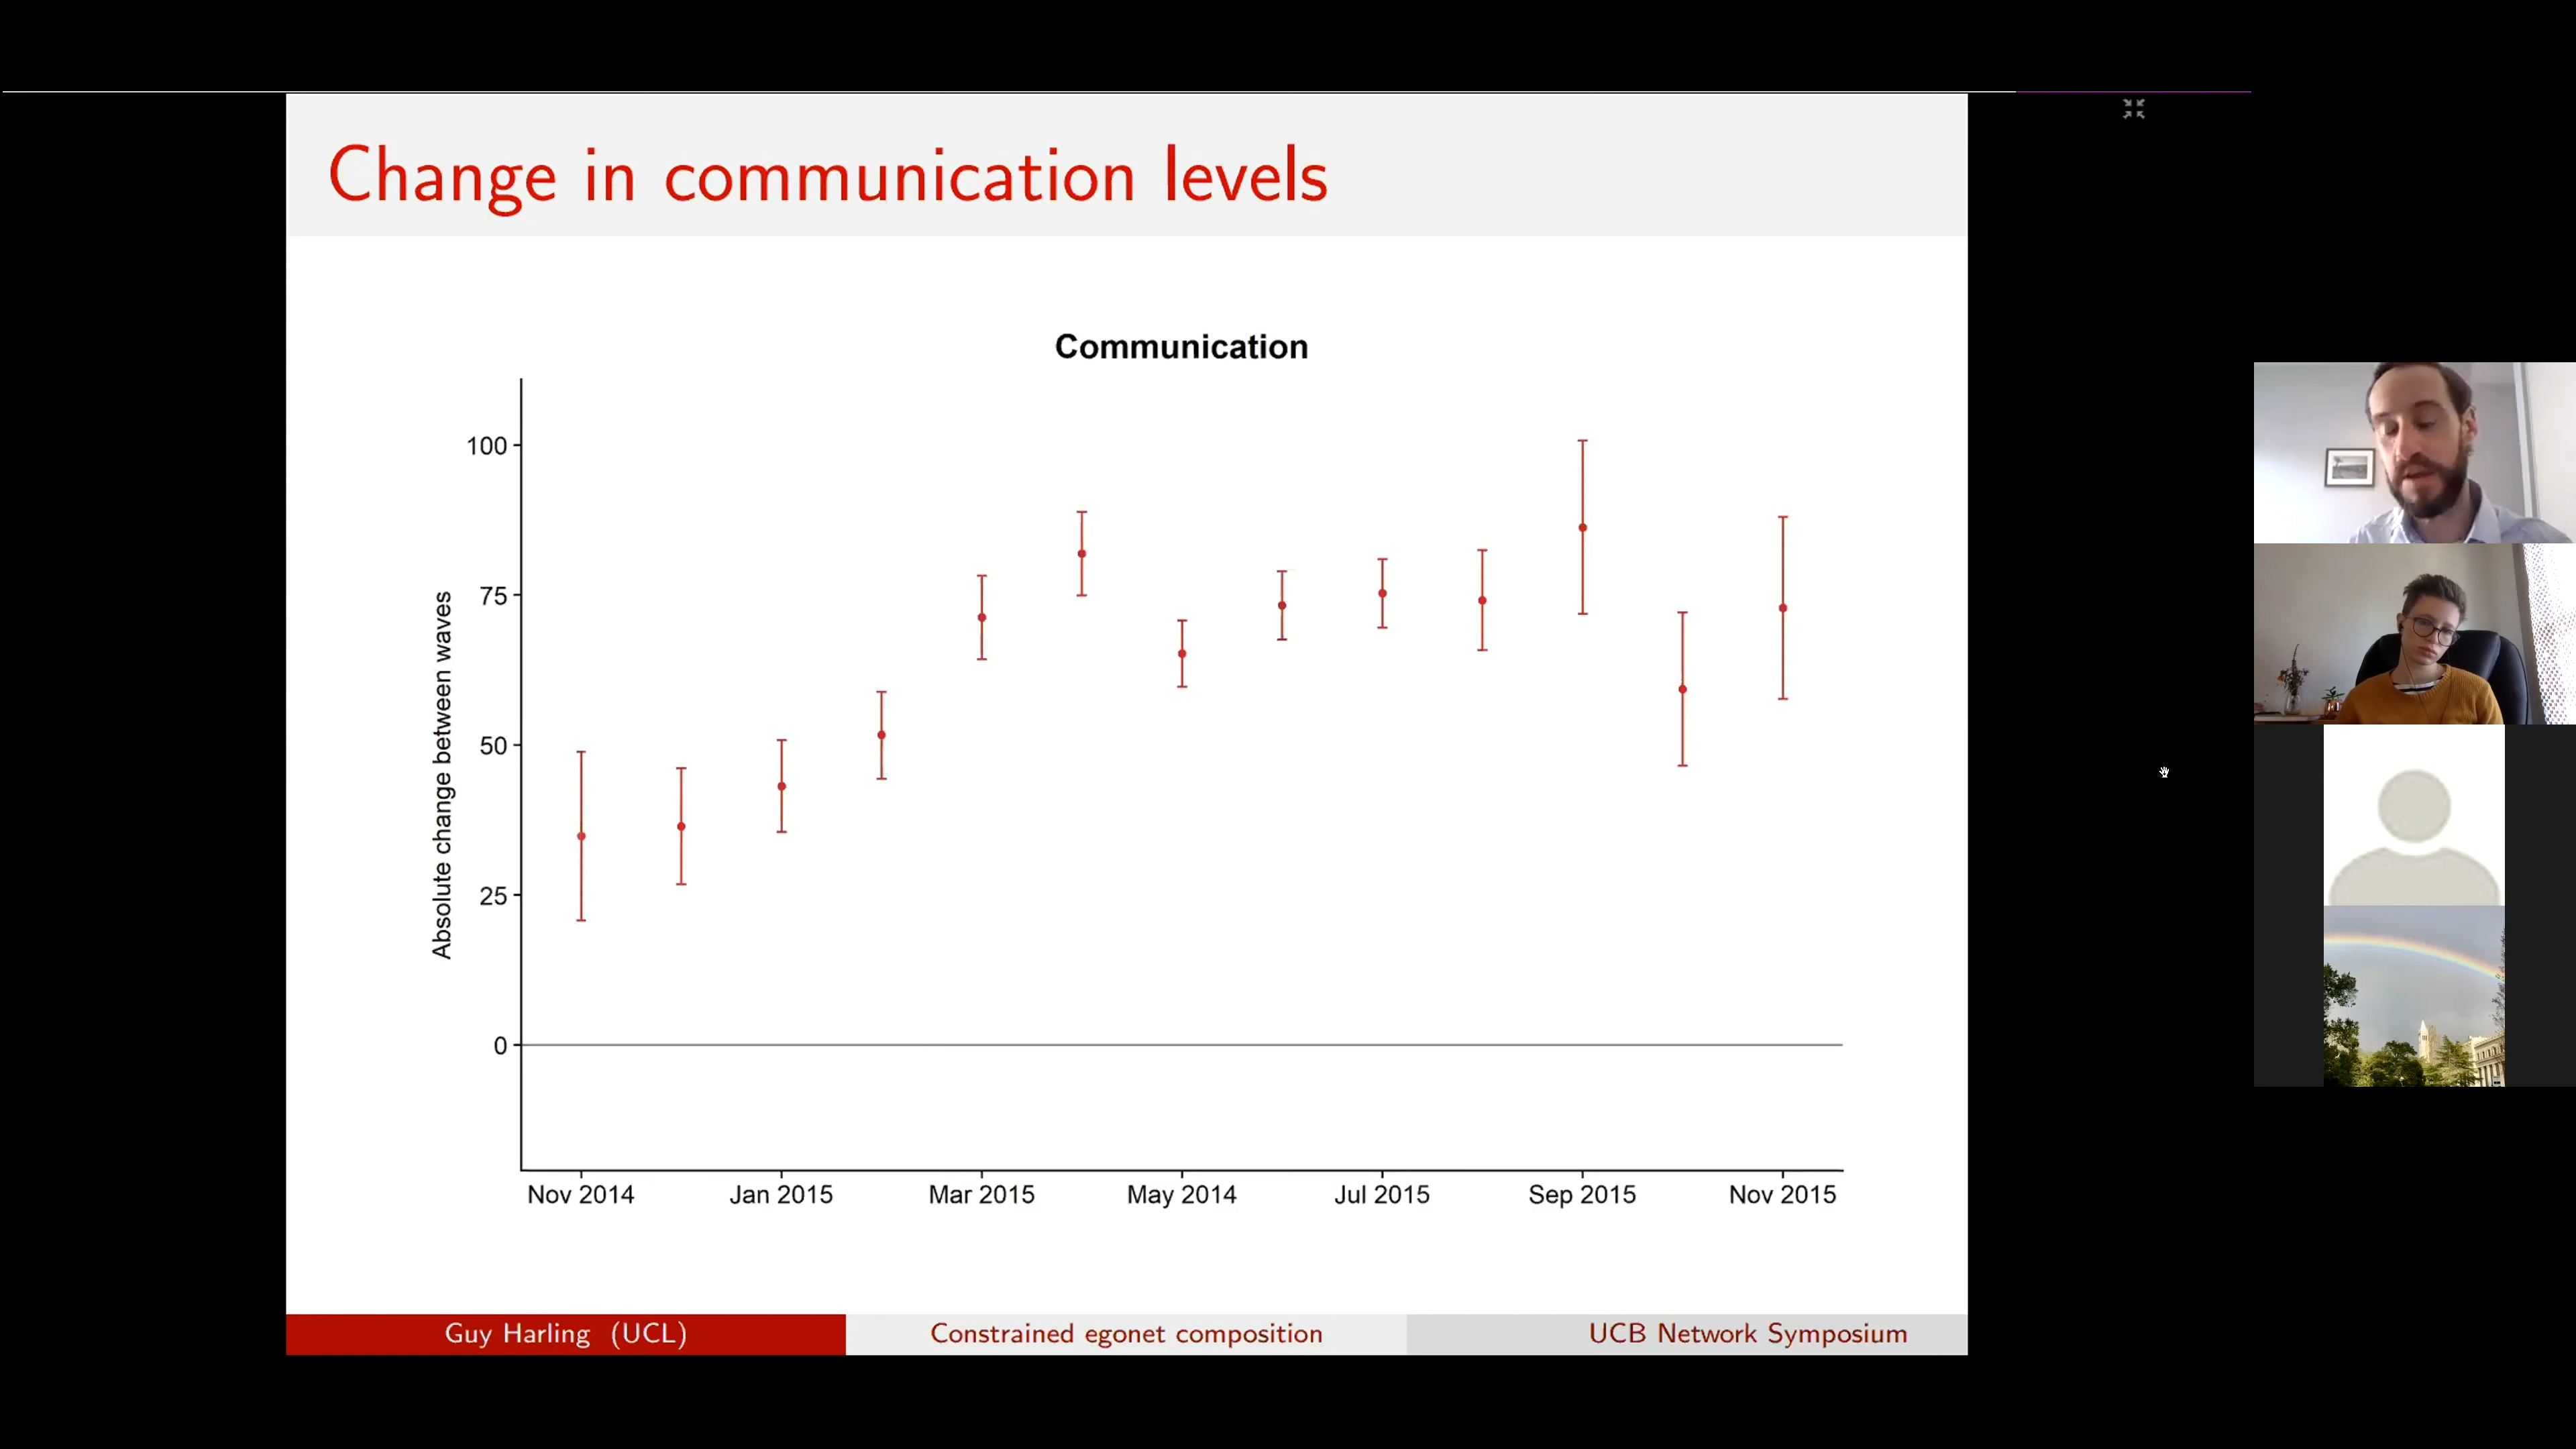 Change in communication levels
Communication
Absolute change between waves
100
75
50
25
0
Nov 2014
Jan 2015
Mar 2015
May 2014
Jul 2015
Sep 2015
Nov 2015
Guy Harling (UCL)
Constrained egonet composition
UCB Network Symposium